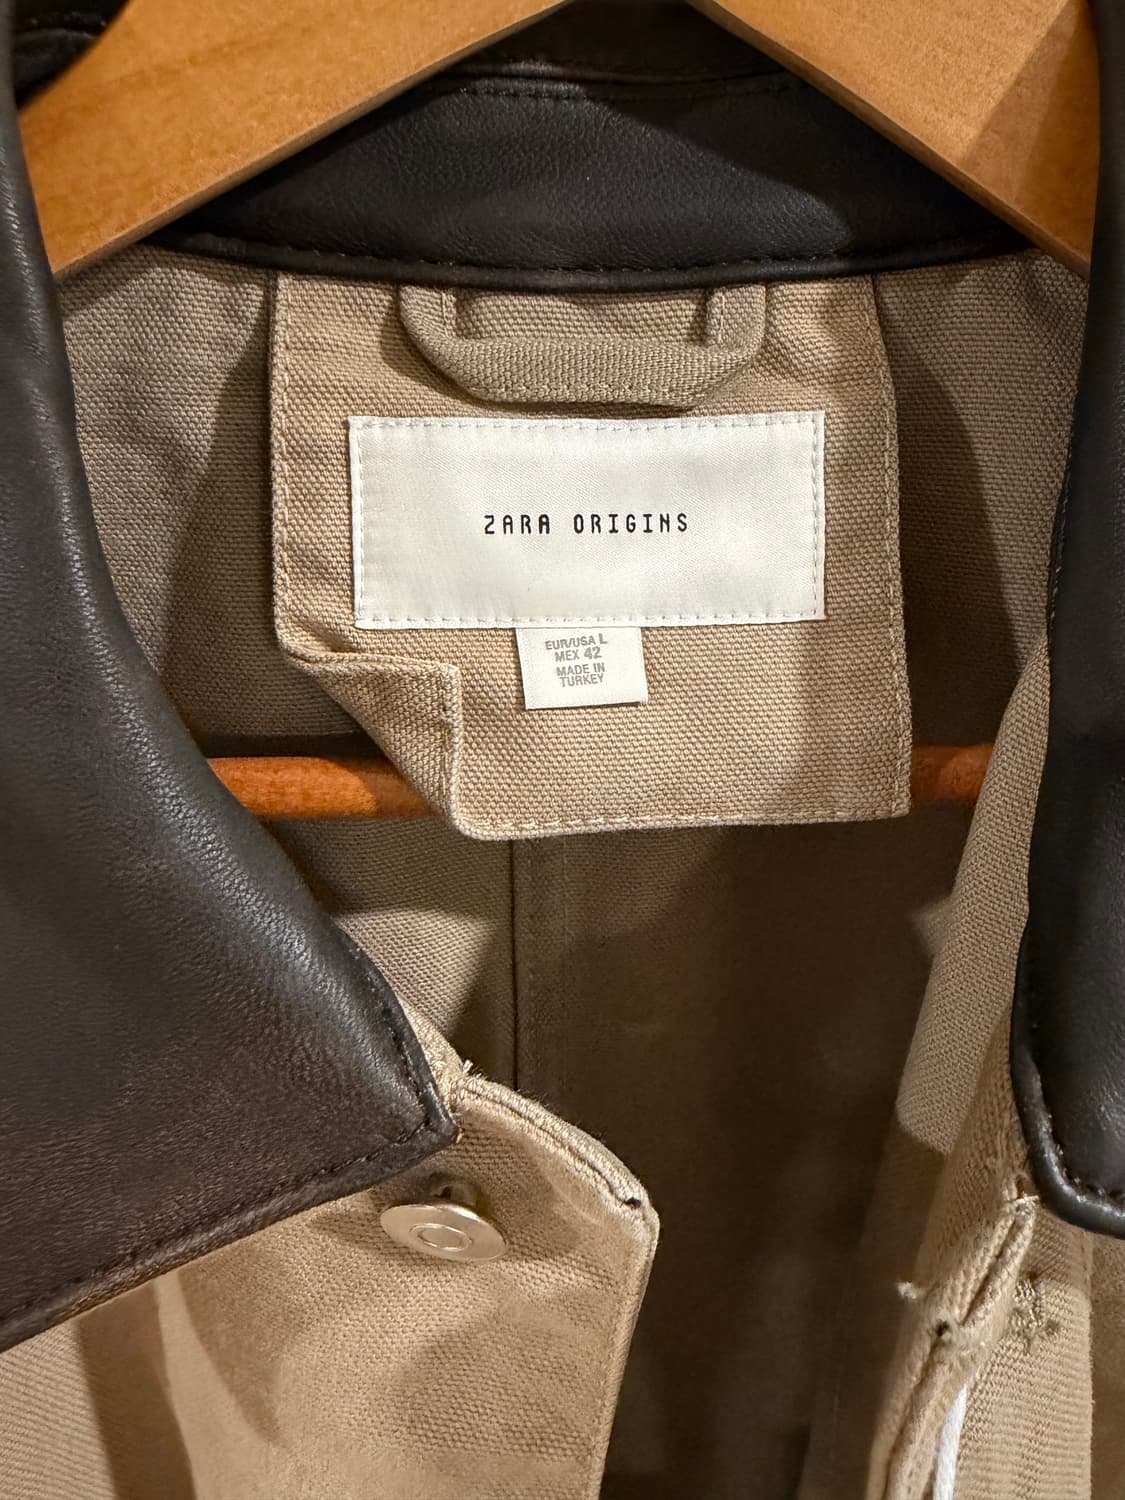 ZARA ORIGINS
EUR/USA L
MEX 42
MADE IN
TURKEY